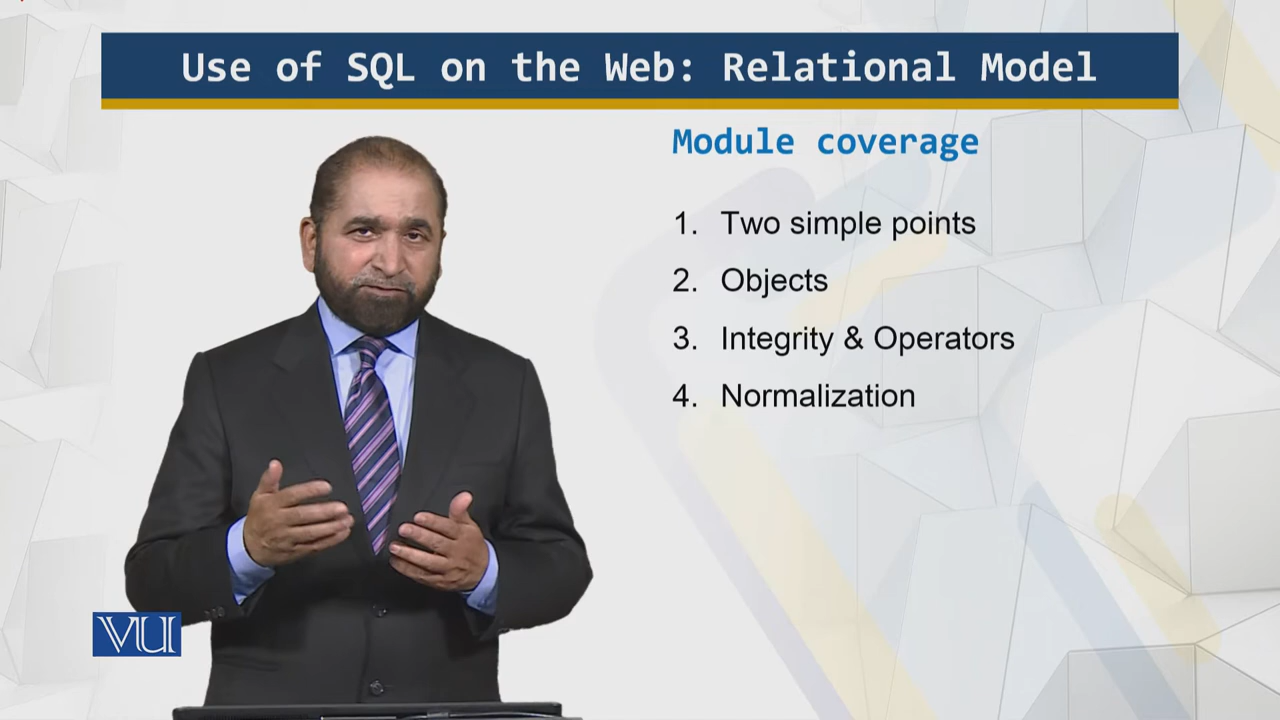 Use of SQL on the Web: Relational Model
Module coverage
1. Two simple points
2. Objects
3. Integrity & Operators
4. Normalization
VU